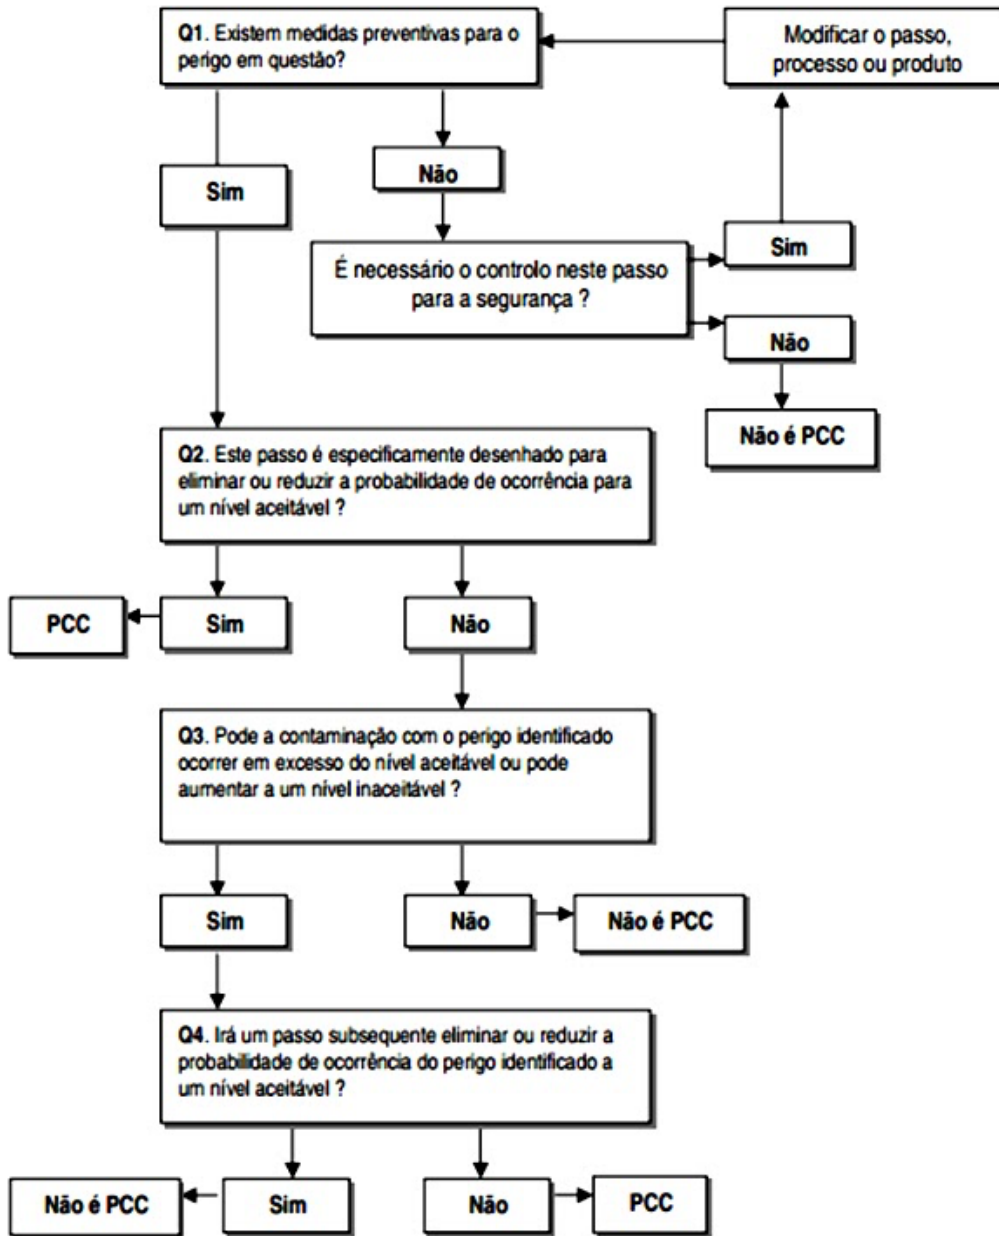 Q1. Existem medidas preventivas para o
perigo em questão?
Modificar o passo,
processo ou produto
Não
Sim
Sim
É necessário o controlo neste passo
para a segurança ?
Não
Não é PCC
Q2. Este passo é especificamente desenhado para
eliminar ou reduzir a probabilidade de ocorrência para
um nível aceitável ?
PCC
Sim
Não
Q3. Pode a contaminação com o perigo identificado
ocorrer em excesso do nível aceitável ou pode
aumentar a um nível inaceitável ?
Sim
Não
Não é PCC
Q4. Irá um passo subsequente eliminar ou reduzir a
probabilidade de ocorrência do perigo identificado a
um nível aceitável ?
Não é PCC
Sim
Não
PCC